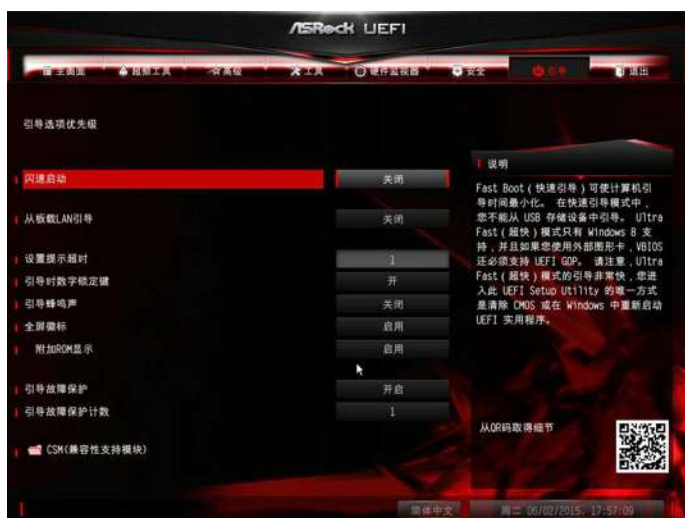 ASRock UEFI
主画面 超频工具 高级 工具 硬件监视器 安全 引导 退出
引导选项优先级
闪速启动 关闭
从板载LAN引导 关闭
设置提示超时 1
引导时数字锁定键 开
引导蜂鸣声 关闭
全屏徽标 启用
附加ROM显示 启用
引导故障保护 开启
引导故障保护计数 1
CSM(兼容性支持模块)
说明
Fast Boot ( 快速引导 ) 可使计算机引
导时间最小化。 在快速引导模式中 ,
您不能从 USB 存储设备中引导。 Ultra
Fast ( 超快 ) 模式只有 Windows 8 支
持 , 并且如果您使用外部图形卡 , VBIOS
还必须支持 UEFI GOP。 请注意 , Ultra
Fast ( 超快 ) 模式的引导非常快 , 您进
入此 UEFI Setup Utility 的唯一方式
是清除 CMOS 或在 Windows 中重新启动
UEFI 实用程序。
从QR码取得细节
简体中文
周二 06/02/2015. 17:57:09